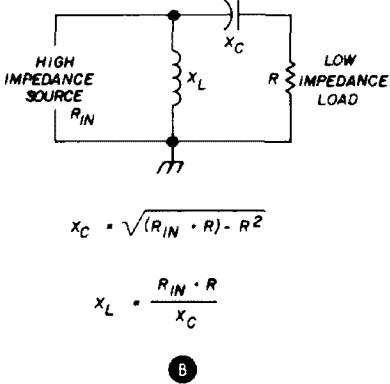 X_C
HIGH
IMPEDANCE
SOURCE
R_IN
X_L
R
LOW
IMPEDANCE
LOAD
X_C = √(R_IN · R) - R²
X_L = R_IN · R / X_C
B